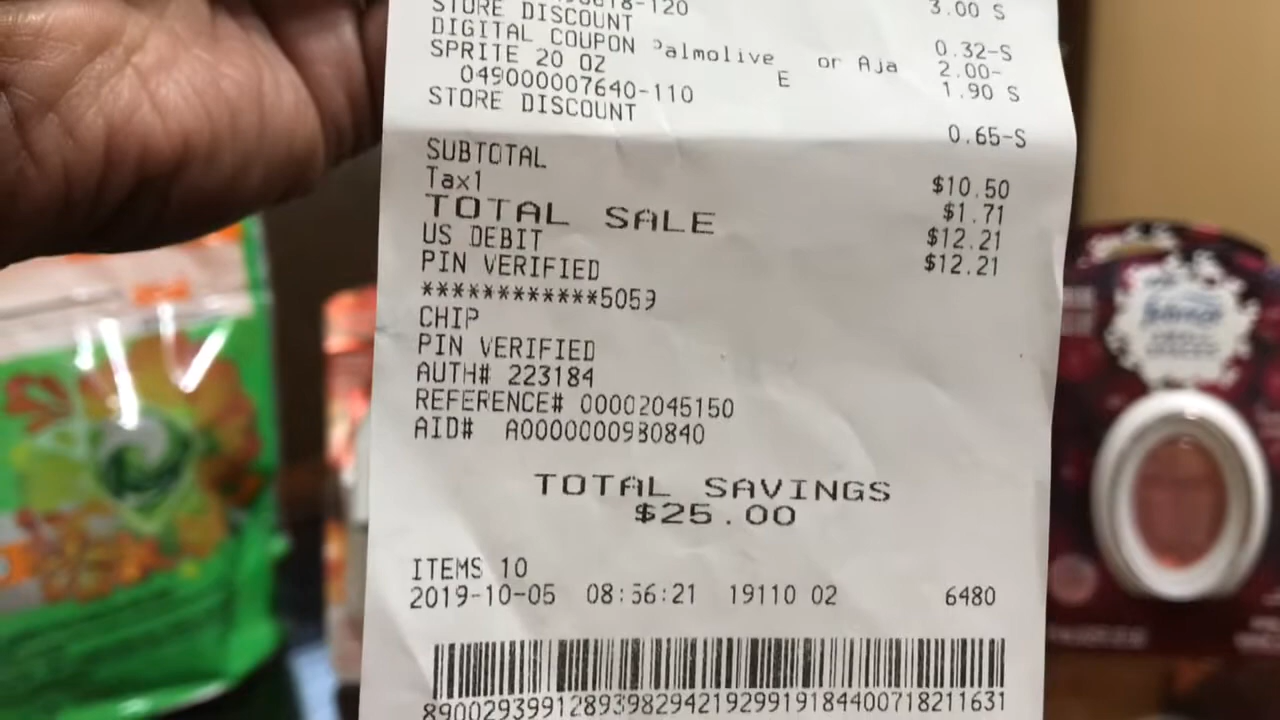 3.00 S
STORE DISCOUNT 0.32-S
DIGITAL COUPON Palmolive or Aja 2.00-
SPRITE 20 OZ E 1.90 S
049000007640-110
STORE DISCOUNT 0.65-S
SUBTOTAL $10.50
Tax1 $1.71
TOTAL SALE $12.21
US DEBIT $12.21
PIN VERIFIED
************5059
CHIP
PIN VERIFIED
AUTH# 223184
REFERENCE# 00002045150
AID# A0000000980840
TOTAL SAVINGS
$25.00
ITEMS 10
2019-10-05 08:56:21 19110 02 6480